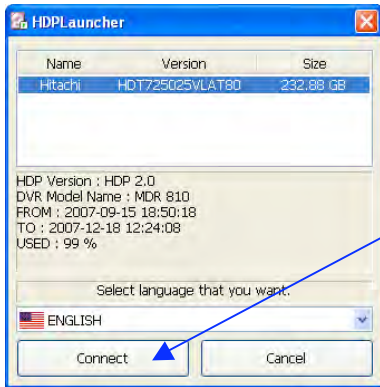 HDPLauncher
Name Version Size
Hitachi HDT725025VLAT80 232.88 GB
HDP Version : HDP 2.0
DVR Model Name : MDR 810
FROM : 2007-09-15 18:50:18
TO : 2007-12-18 12:24:08
USED : 99 %
Select language that you want.
ENGLISH
Connect Cancel